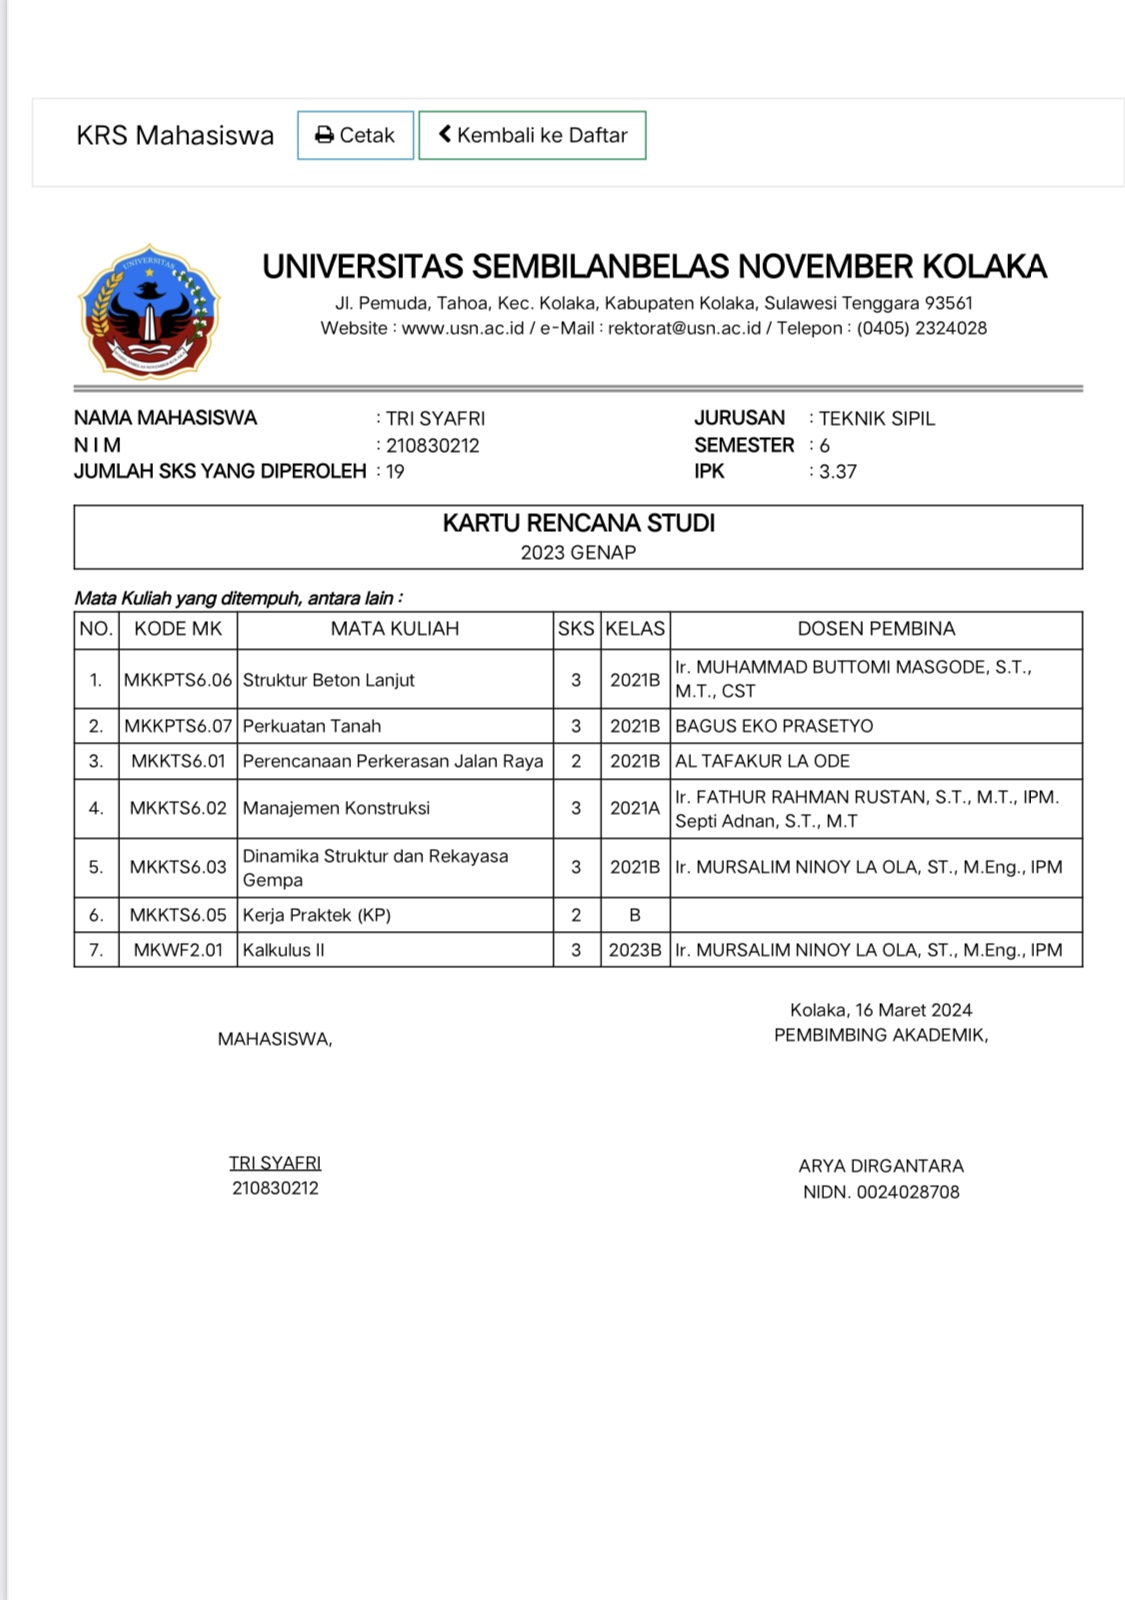 KRS Mahasiswa Cetak Kembali ke Daftar
UNIVERSITAS
UNIVERSITAS SEMBILANBELAS NOVEMBER KOLAKA
Jl. Pemuda, Tahoa, Kec. Kolaka, Kabupaten Kolaka, Sulawesi Tenggara 93561
Website : www.usn.ac.id / e-Mail : rektorat@usn.ac.id / Telepon : (0405) 2324028
NAMA MAHASISWA : TRI SYAFRI JURUSAN : TEKNIK SIPIL
N I M : 210830212 SEMESTER : 6
JUMLAH SKS YANG DIPEROLEH : 19 IPK : 3.37
KARTU RENCANA STUDI
2023 GENAP
Mata Kuliah yang ditempuh, antara lain :
NO. KODE MK MATA KULIAH SKS KELAS DOSEN PEMBINA
1. MKKPTS6.06 Struktur Beton Lanjut 3 2021B Ir. MUHAMMAD BUTTOMI MASGODE, S.T.,
M.T., CST
2. MKKPTS6.07 Perkuatan Tanah 3 2021B BAGUS EKO PRASETYO
3. MKKTS6.01 Perencanaan Perkerasan Jalan Raya 2 2021B AL TAFAKUR LA ODE
4. MKKTS6.02 Manajemen Konstruksi 3 2021A Ir. FATHUR RAHMAN RUSTAN, S.T., M.T., IPM.
Septi Adnan, S.T., M.T
5. MKKTS6.03 Dinamika Struktur dan Rekayasa
Gempa 3 2021B Ir. MURSALIM NINOY LA OLA, ST., M.Eng., IPM
6. MKKTS6.05 Kerja Praktek (KP) 2 B
7. MKWF2.01 Kalkulus II 3 2023B Ir. MURSALIM NINOY LA OLA, ST., M.Eng., IPM
Kolaka, 16 Maret 2024
MAHASISWA, PEMBIMBING AKADEMIK,
TRI SYAFRI ARYA DIRGANTARA
210830212 NIDN. 0024028708